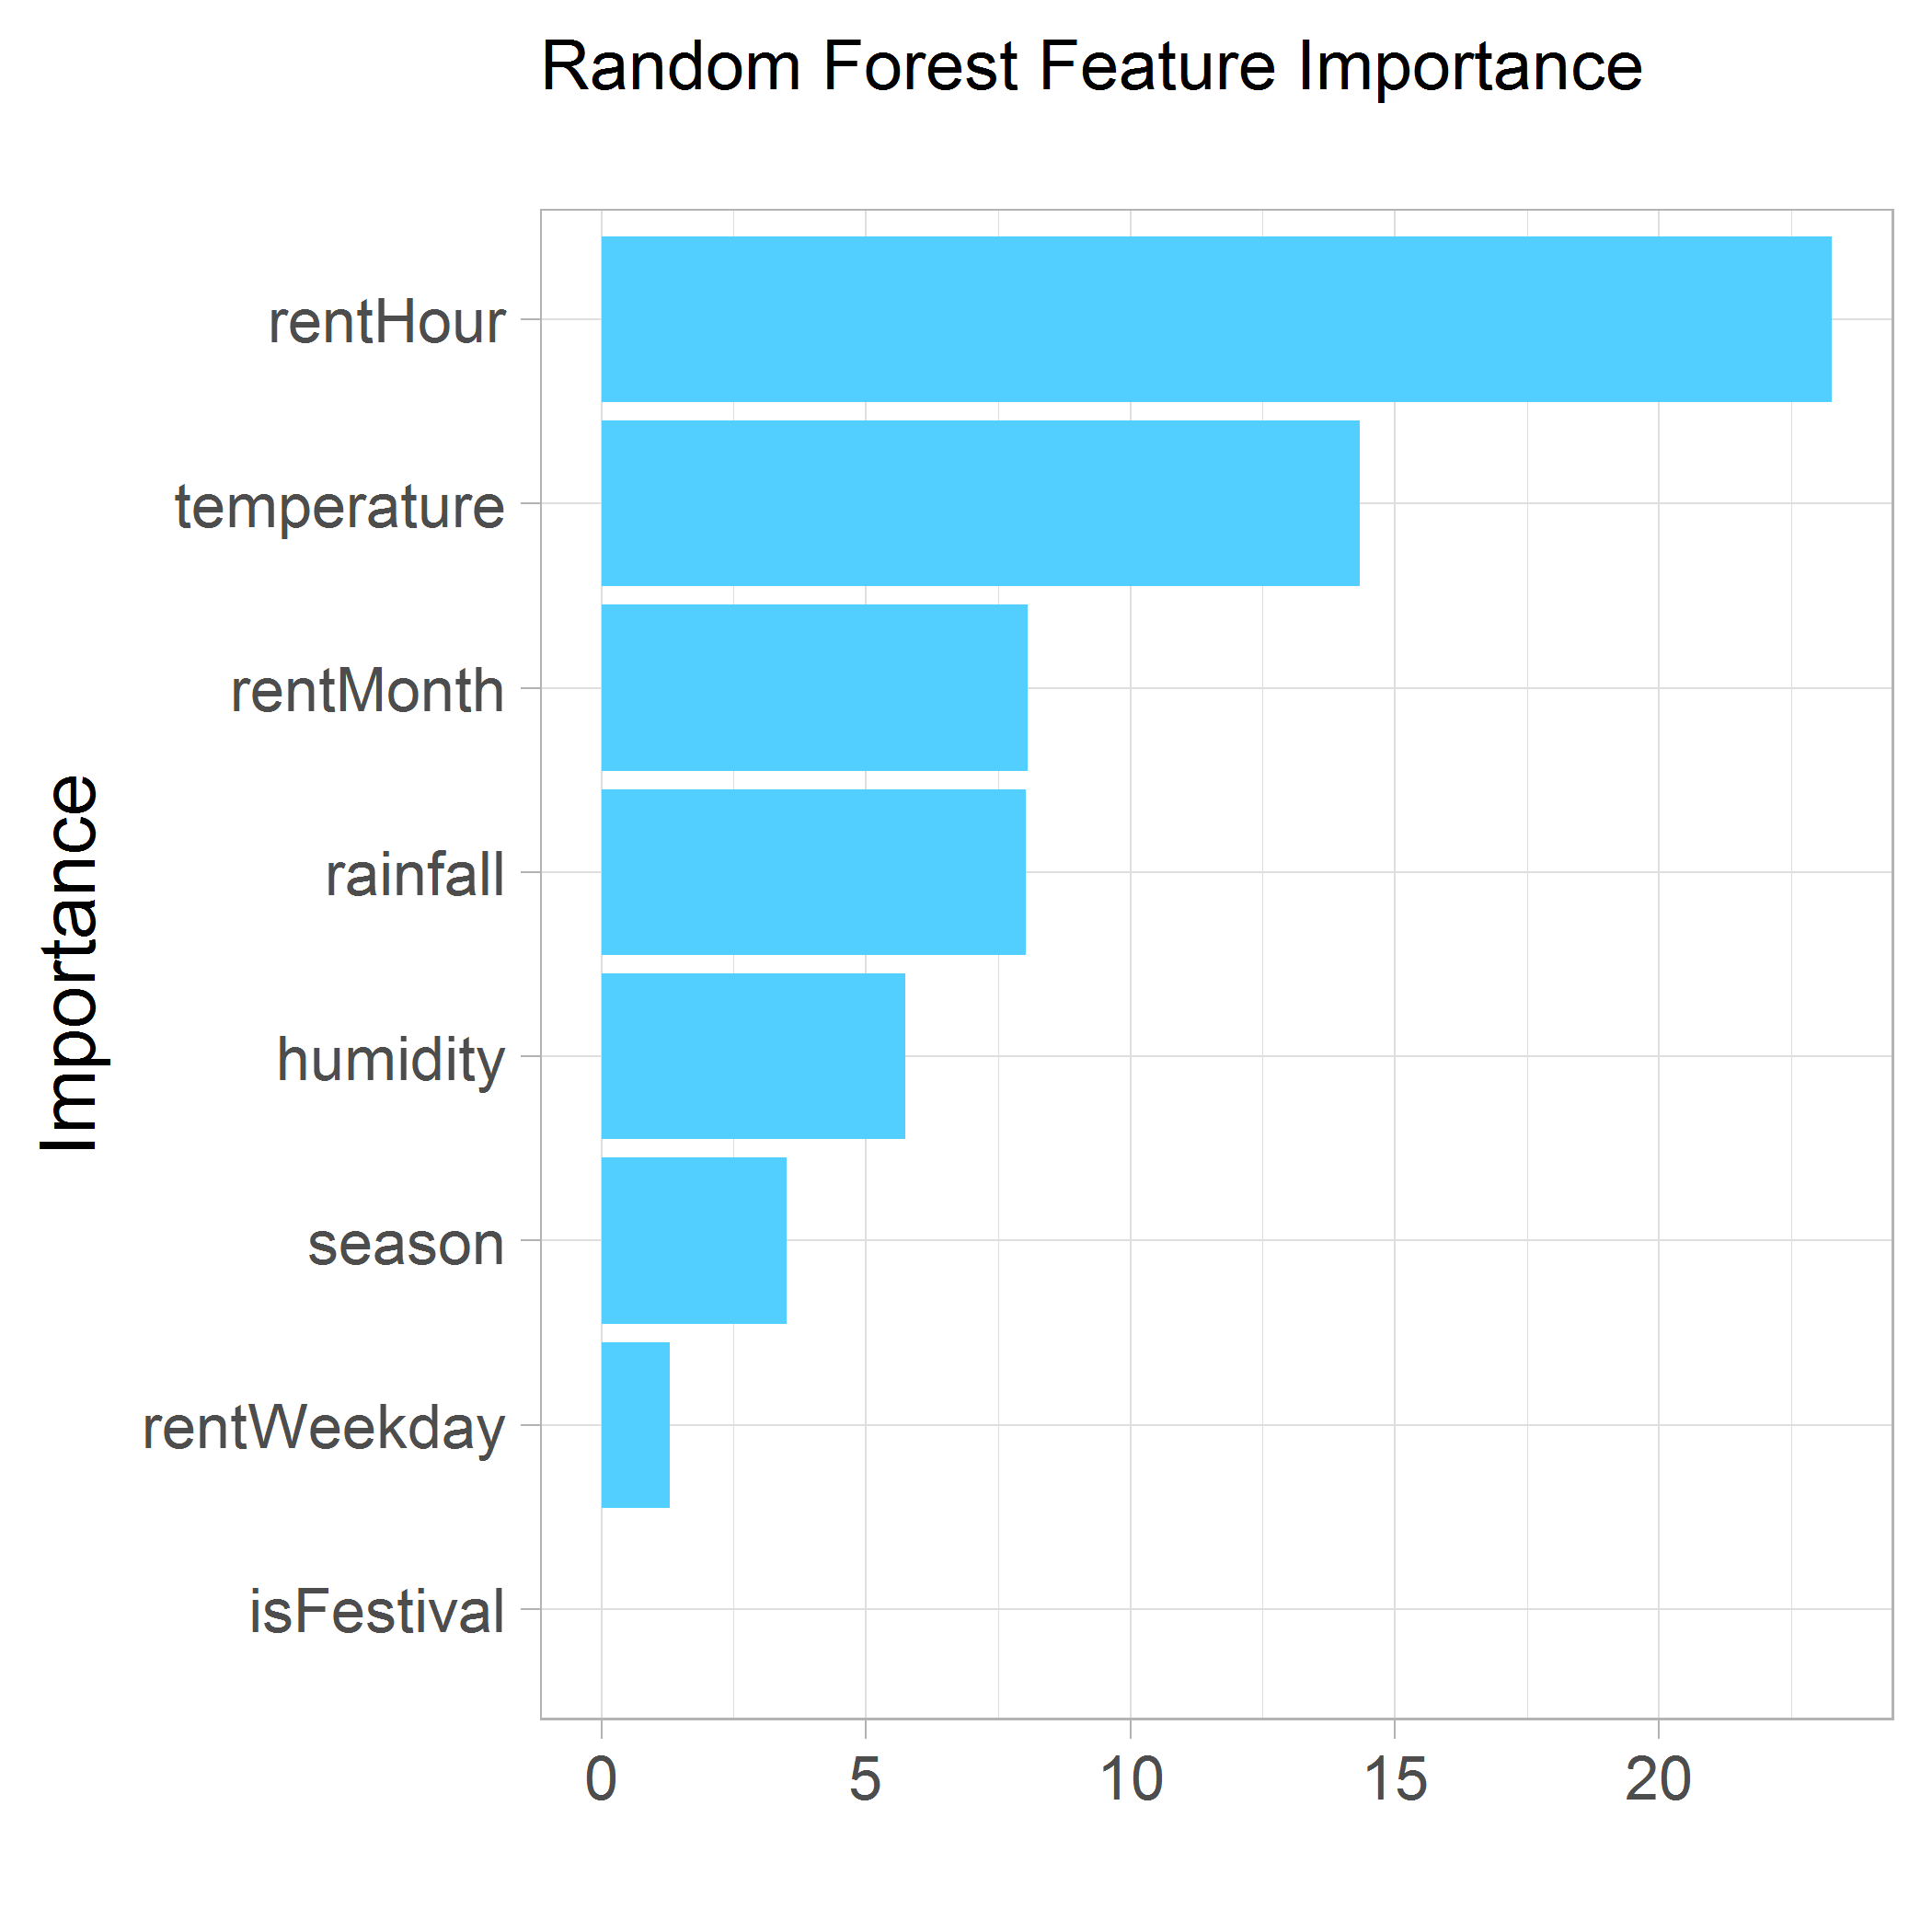 Random Forest Feature Importance
Importance
rentHour
temperature
rentMonth
rainfall
humidity
season
rentWeekday
isFestival
0 5 10 15 20